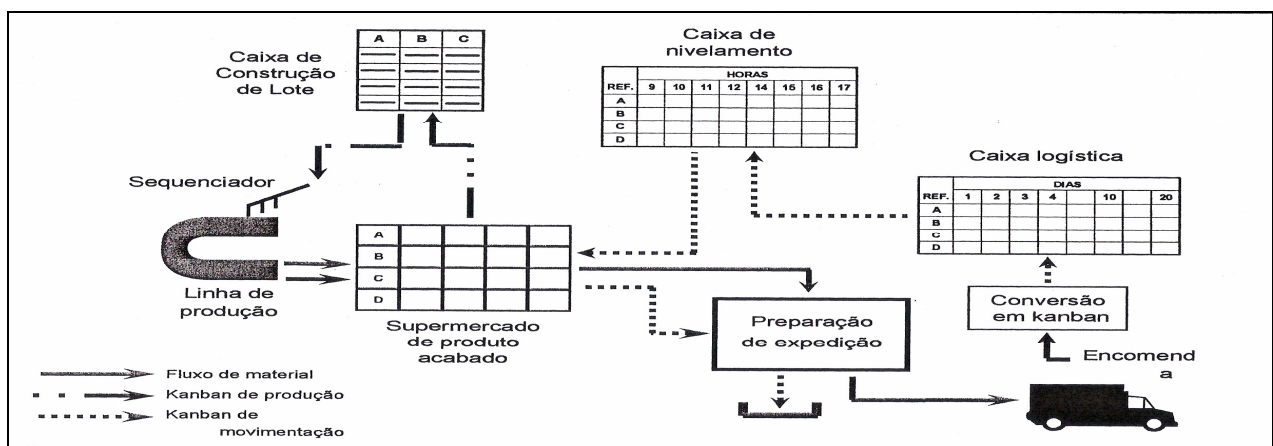 Caixa de
Construção
de Lote
A B C
Caixa de
nivelamento
HORAS
REF. 9 10 11 12 14 15 16 17
A
B
C
D
Caixa logística
DIAS
REF. 1 2 3 4 10 20
A
B
C
D
Sequenciador
Linha de
produção
A
B
C
D
Supermercado
de produto
acabado
Preparação
de expedição
Conversão
em kanban
Encomend
a
Fluxo de material
Kanban de produção
Kanban de
movimentação